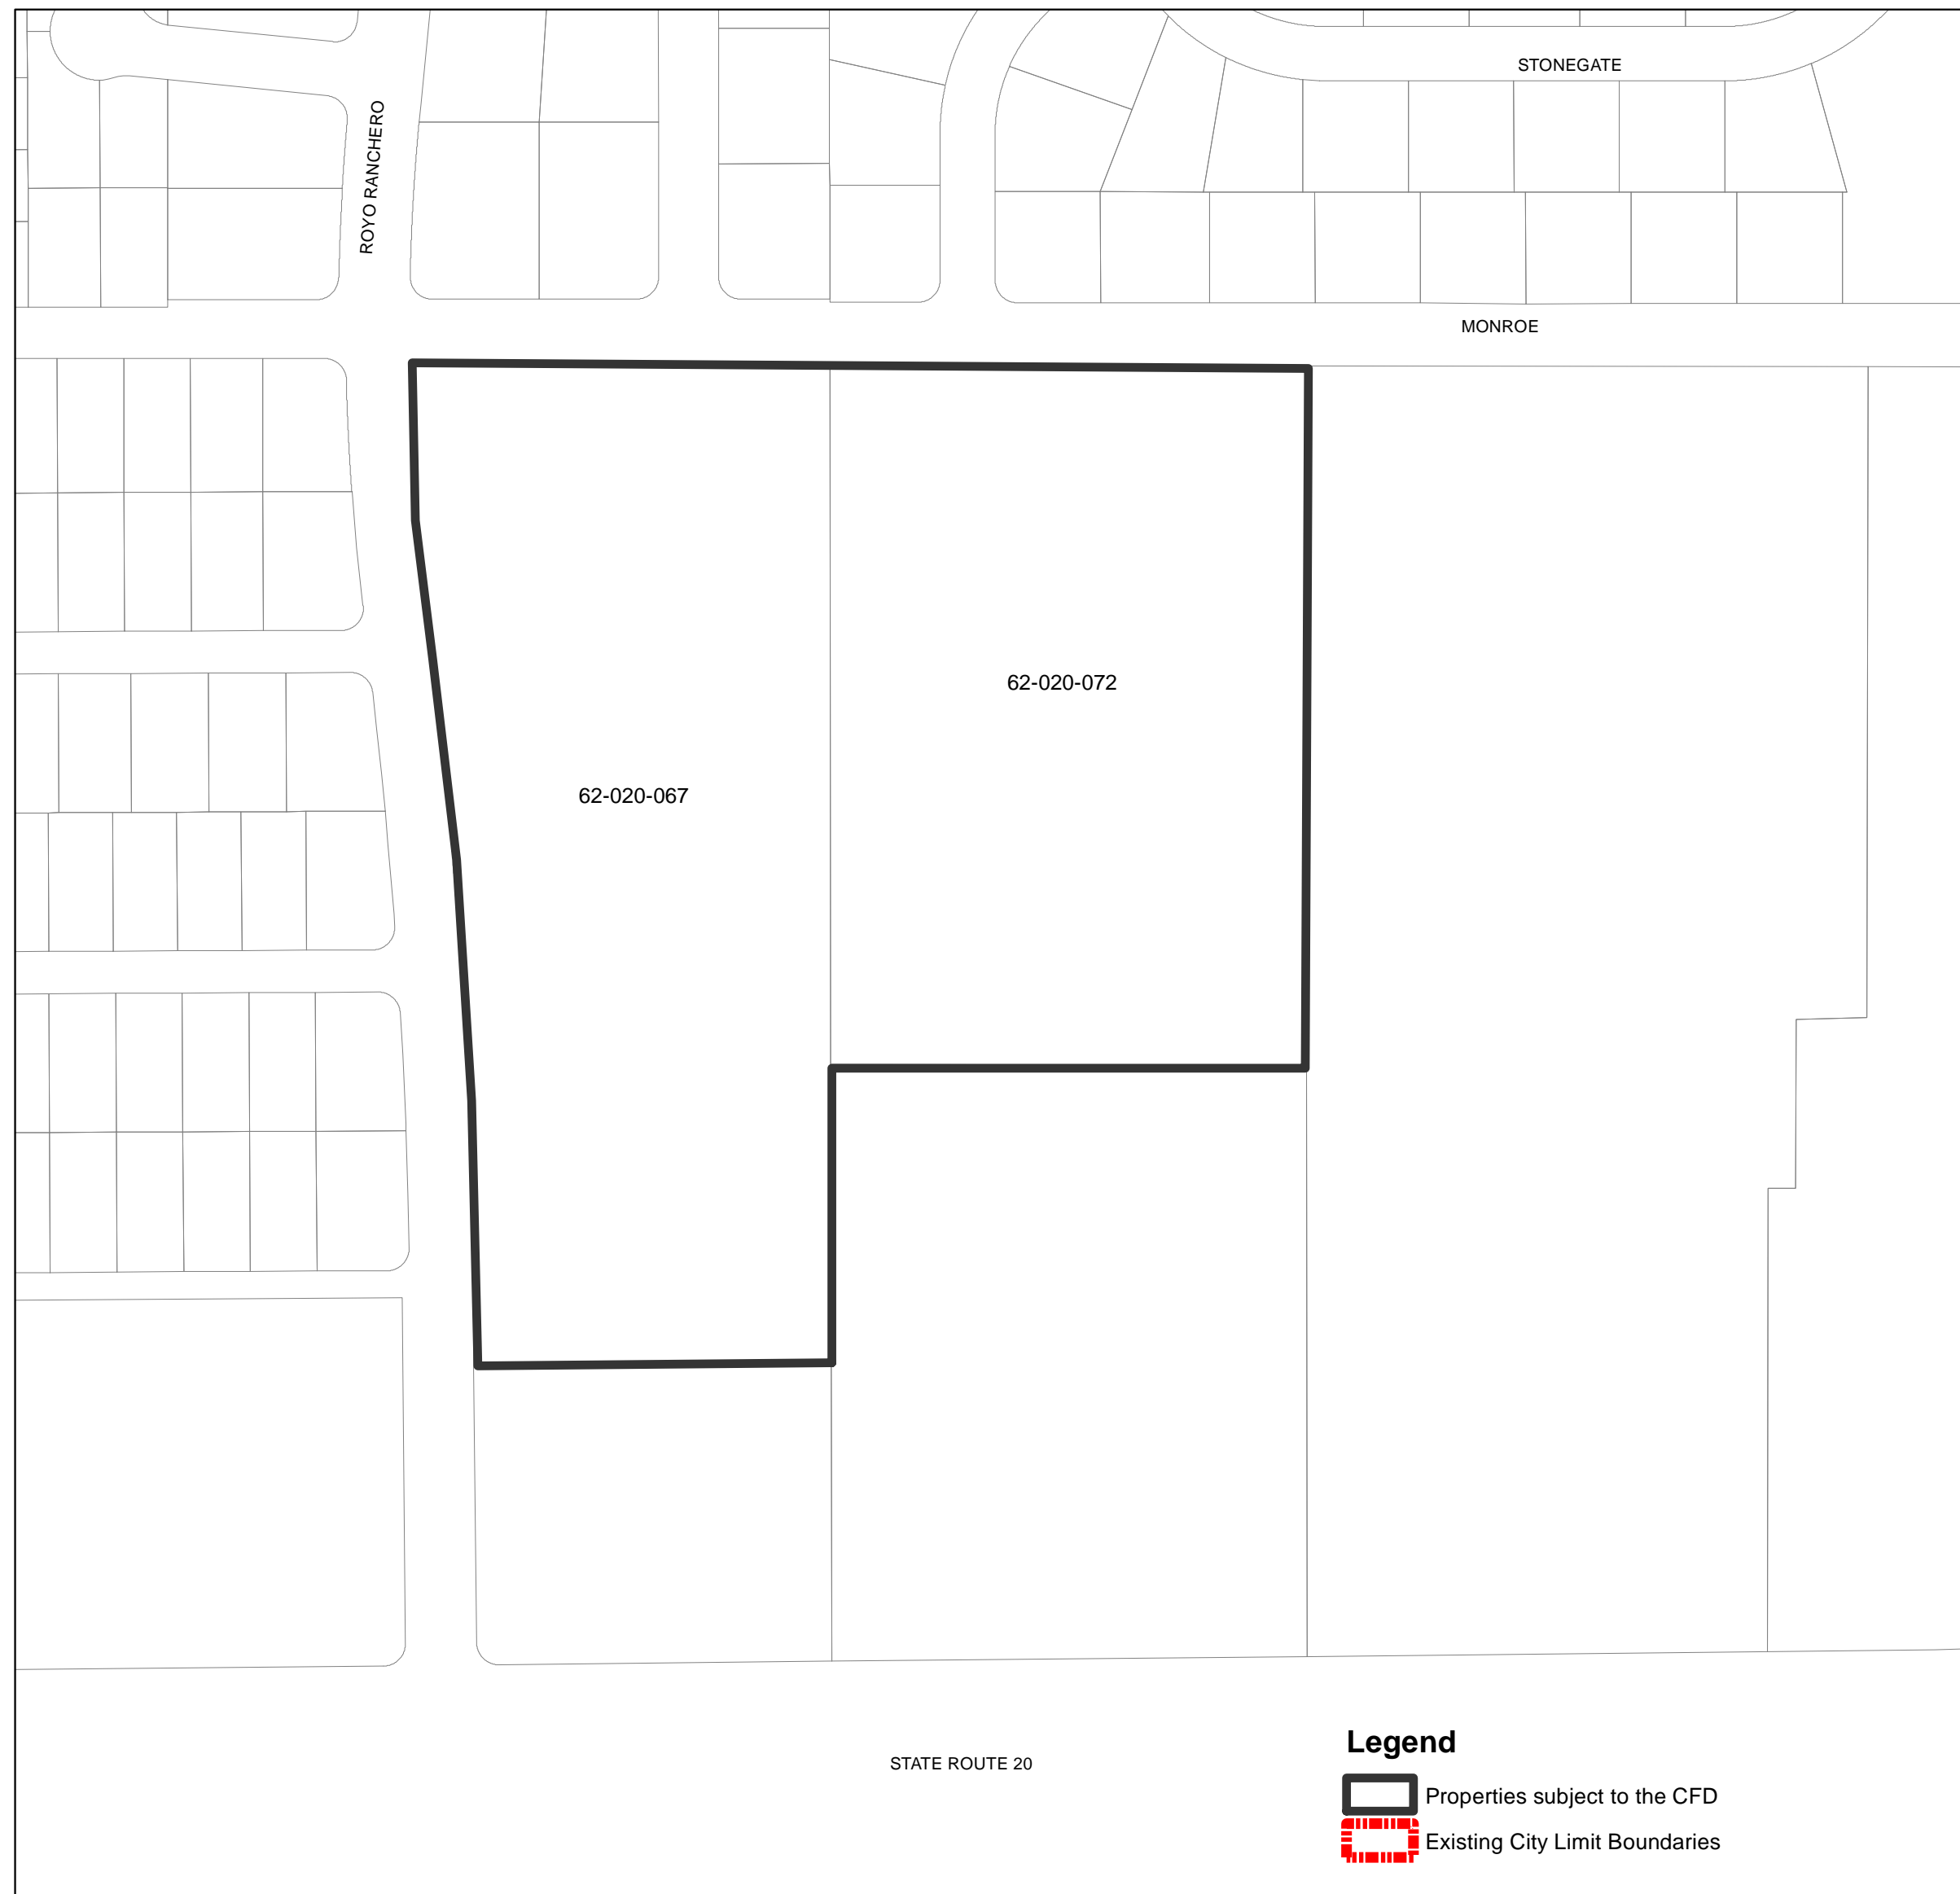 STONEGATE
ROYO RANCHERO
MONROE
62-020-072
62-020-067
STATE ROUTE 20
Legend
Properties subject to the CFD
Existing City Limit Boundaries